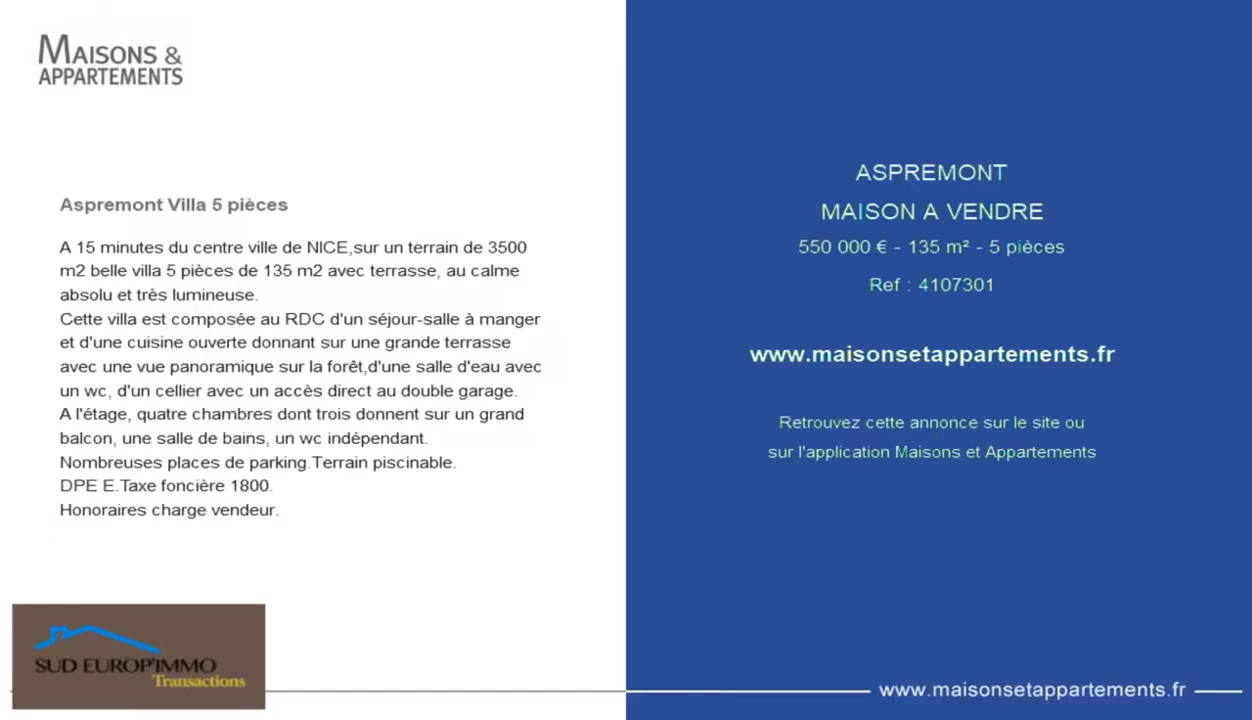 MAISONS &
APPARTEMENTS
Aspremont Villa 5 pièces
A 15 minutes du centre ville de NICE,sur un terrain de 3500
m2 belle villa 5 pièces de 135 m2 avec terrasse, au calme
absolu et très lumineuse.
Cette villa est composée au RDC d'un séjour-salle à manger
et d'une cuisine ouverte donnant sur une grande terrasse
avec une vue panoramique sur la forêt,d'une salle d'eau avec
un wc, d'un cellier avec un accès direct au double garage.
A l'étage, quatre chambres dont trois donnent sur un grand
balcon, une salle de bains, un wc indépendant.
Nombreuses places de parking.Terrain piscinable.
DPE E.Taxe foncière 1800.
Honoraires charge vendeur.
SUD EUROP'IMMO
Transactions
ASPREMONT
MAISON A VENDRE
550 000 € - 135 m² - 5 pièces
Ref : 4107301
www.maisonsetappartements.fr
Retrouvez cette annonce sur le site ou
sur l'application Maisons et Appartements
www.maisonsetappartements.fr